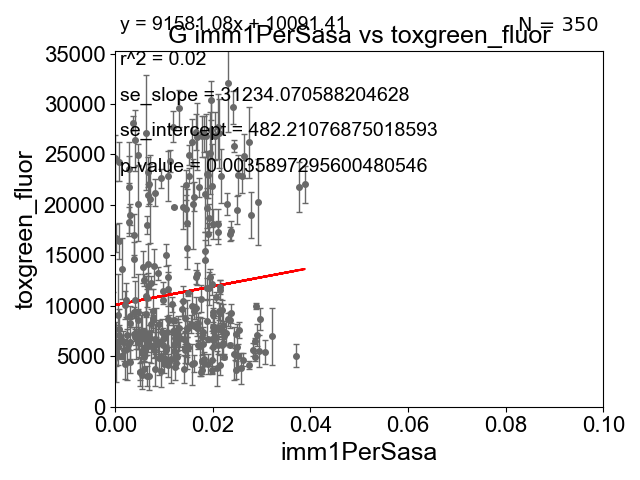 y = 91581.08x + 10091.41
N = 350
G imm1PerSasa vs toxgreen_fluor
r^2 = 0.02
se_slope = 31234.070588204628
se_intercept = 482.21076875018593
p-value = 0.0035897295600480546
toxgreen_fluor
35000
30000
25000
20000
15000
10000
5000
0
0.00 0.02 0.04 0.06 0.08 0.10
imm1PerSasa